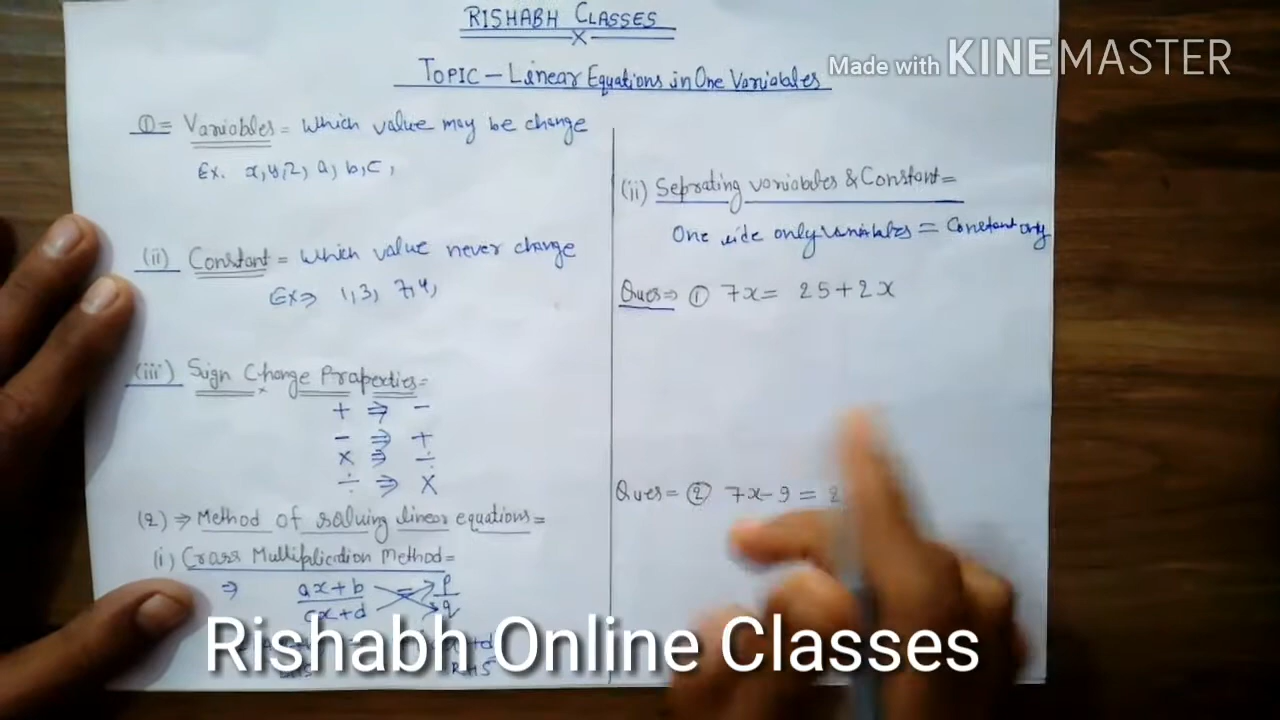 RISHABH CLASSES
Made with KINEMASTER
TOPIC - Linear Equations in One Variables
① = Variables = which value may be change
Ex. x, y, z, a, b, c,
(ii) Constant = which value never change
Ex ⇒ 1, 3, 7, 4,
(iii) Sign Change Properties =
+ ⇒ -
- ⇒ +
× ⇒ ÷
÷ ⇒ ×
(2) ⇒ Method of solving linear equations =
(i) Cross Multiplication Method =
⇒ ax+b = p
cx+d q
RHS
(ii) Seprating variables & Constant =
One side only variables = Constant only
Ques ⇒ ① 7x = 25 + 2x
Ques = ② 7x - 9 =
Rishabh Online Classes